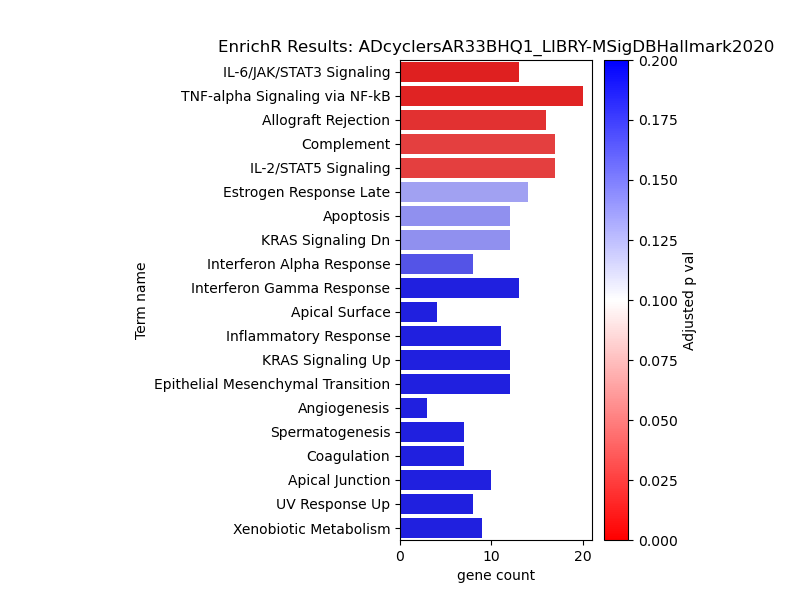 EnrichR Results: ADcyclersAR33BHQ1_LIBRY-MSigDBHallmark2020
IL-6/JAK/STAT3 Signaling
TNF-alpha Signaling via NF-kB
Allograft Rejection
Complement
IL-2/STAT5 Signaling
Estrogen Response Late
Apoptosis
KRAS Signaling Dn
Interferon Alpha Response
Interferon Gamma Response
Apical Surface
Inflammatory Response
KRAS Signaling Up
Epithelial Mesenchymal Transition
Angiogenesis
Spermatogenesis
Coagulation
Apical Junction
UV Response Up
Xenobiotic Metabolism
Term name
0 10 20
gene count
0.200
0.175
0.150
0.125
0.100
0.075
0.050
0.025
0.000
Adjusted p val